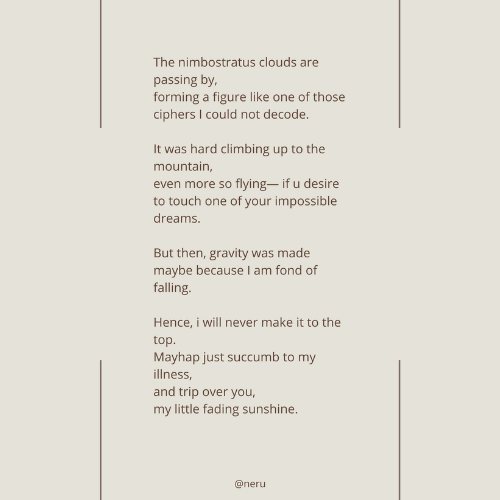 The nimbostratus clouds are
passing by,
forming a figure like one of those
ciphers I could not decode.
It was hard climbing up to the
mountain,
even more so flying— if u desire
to touch one of your impossible
dreams.
But then, gravity was made
maybe because I am fond of
falling.
Hence, i will never make it to the
top.
Mayhap just succumb to my
illness,
and trip over you,
my little fading sunshine.
@neru